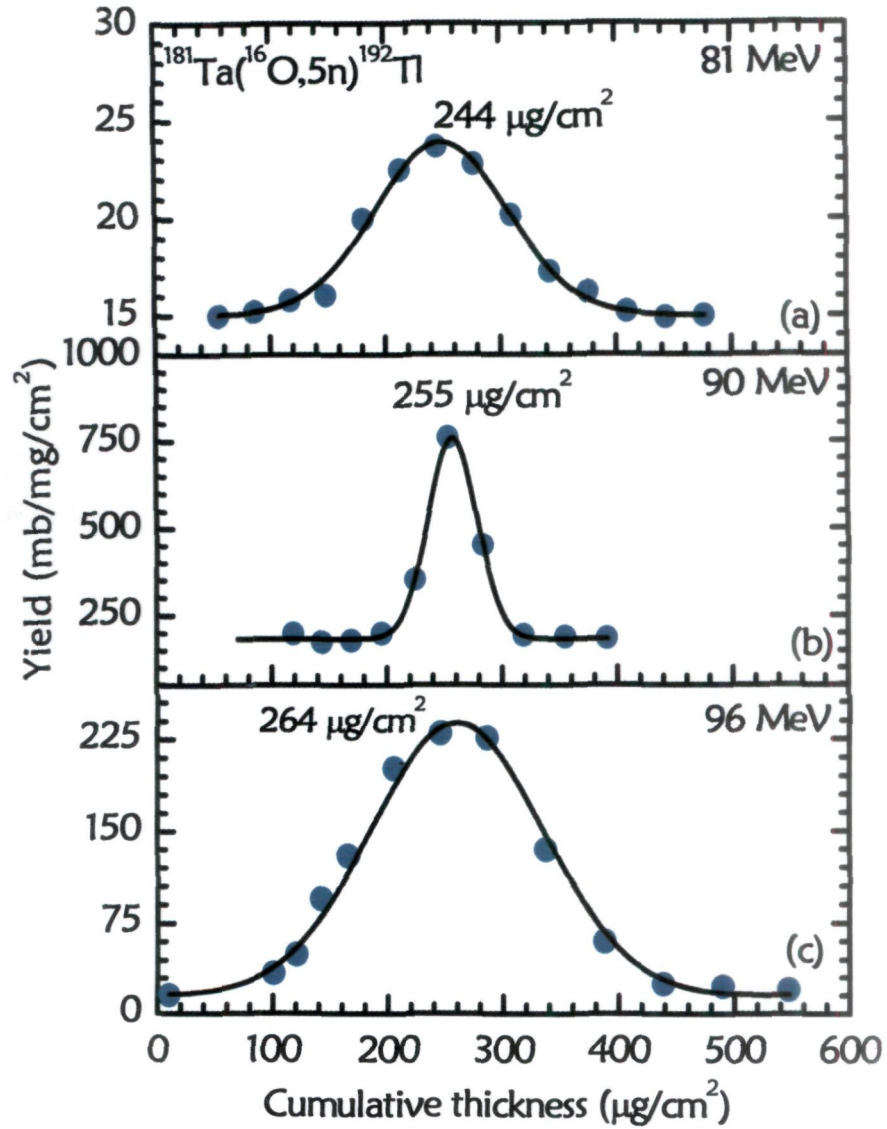 30
¹⁸¹Ta(¹⁶O,5n)¹⁹²Tl
81 MeV
25
244 μg/cm²
20
15
(a)
1000
90 MeV
255 μg/cm²
750
500
250
(b)
264 μg/cm²
96 MeV
225
150
75
(c)
0
0 100 200 300 400 500 600
Cumulative thickness (μg/cm²)
Yield (mb/mg/cm²)